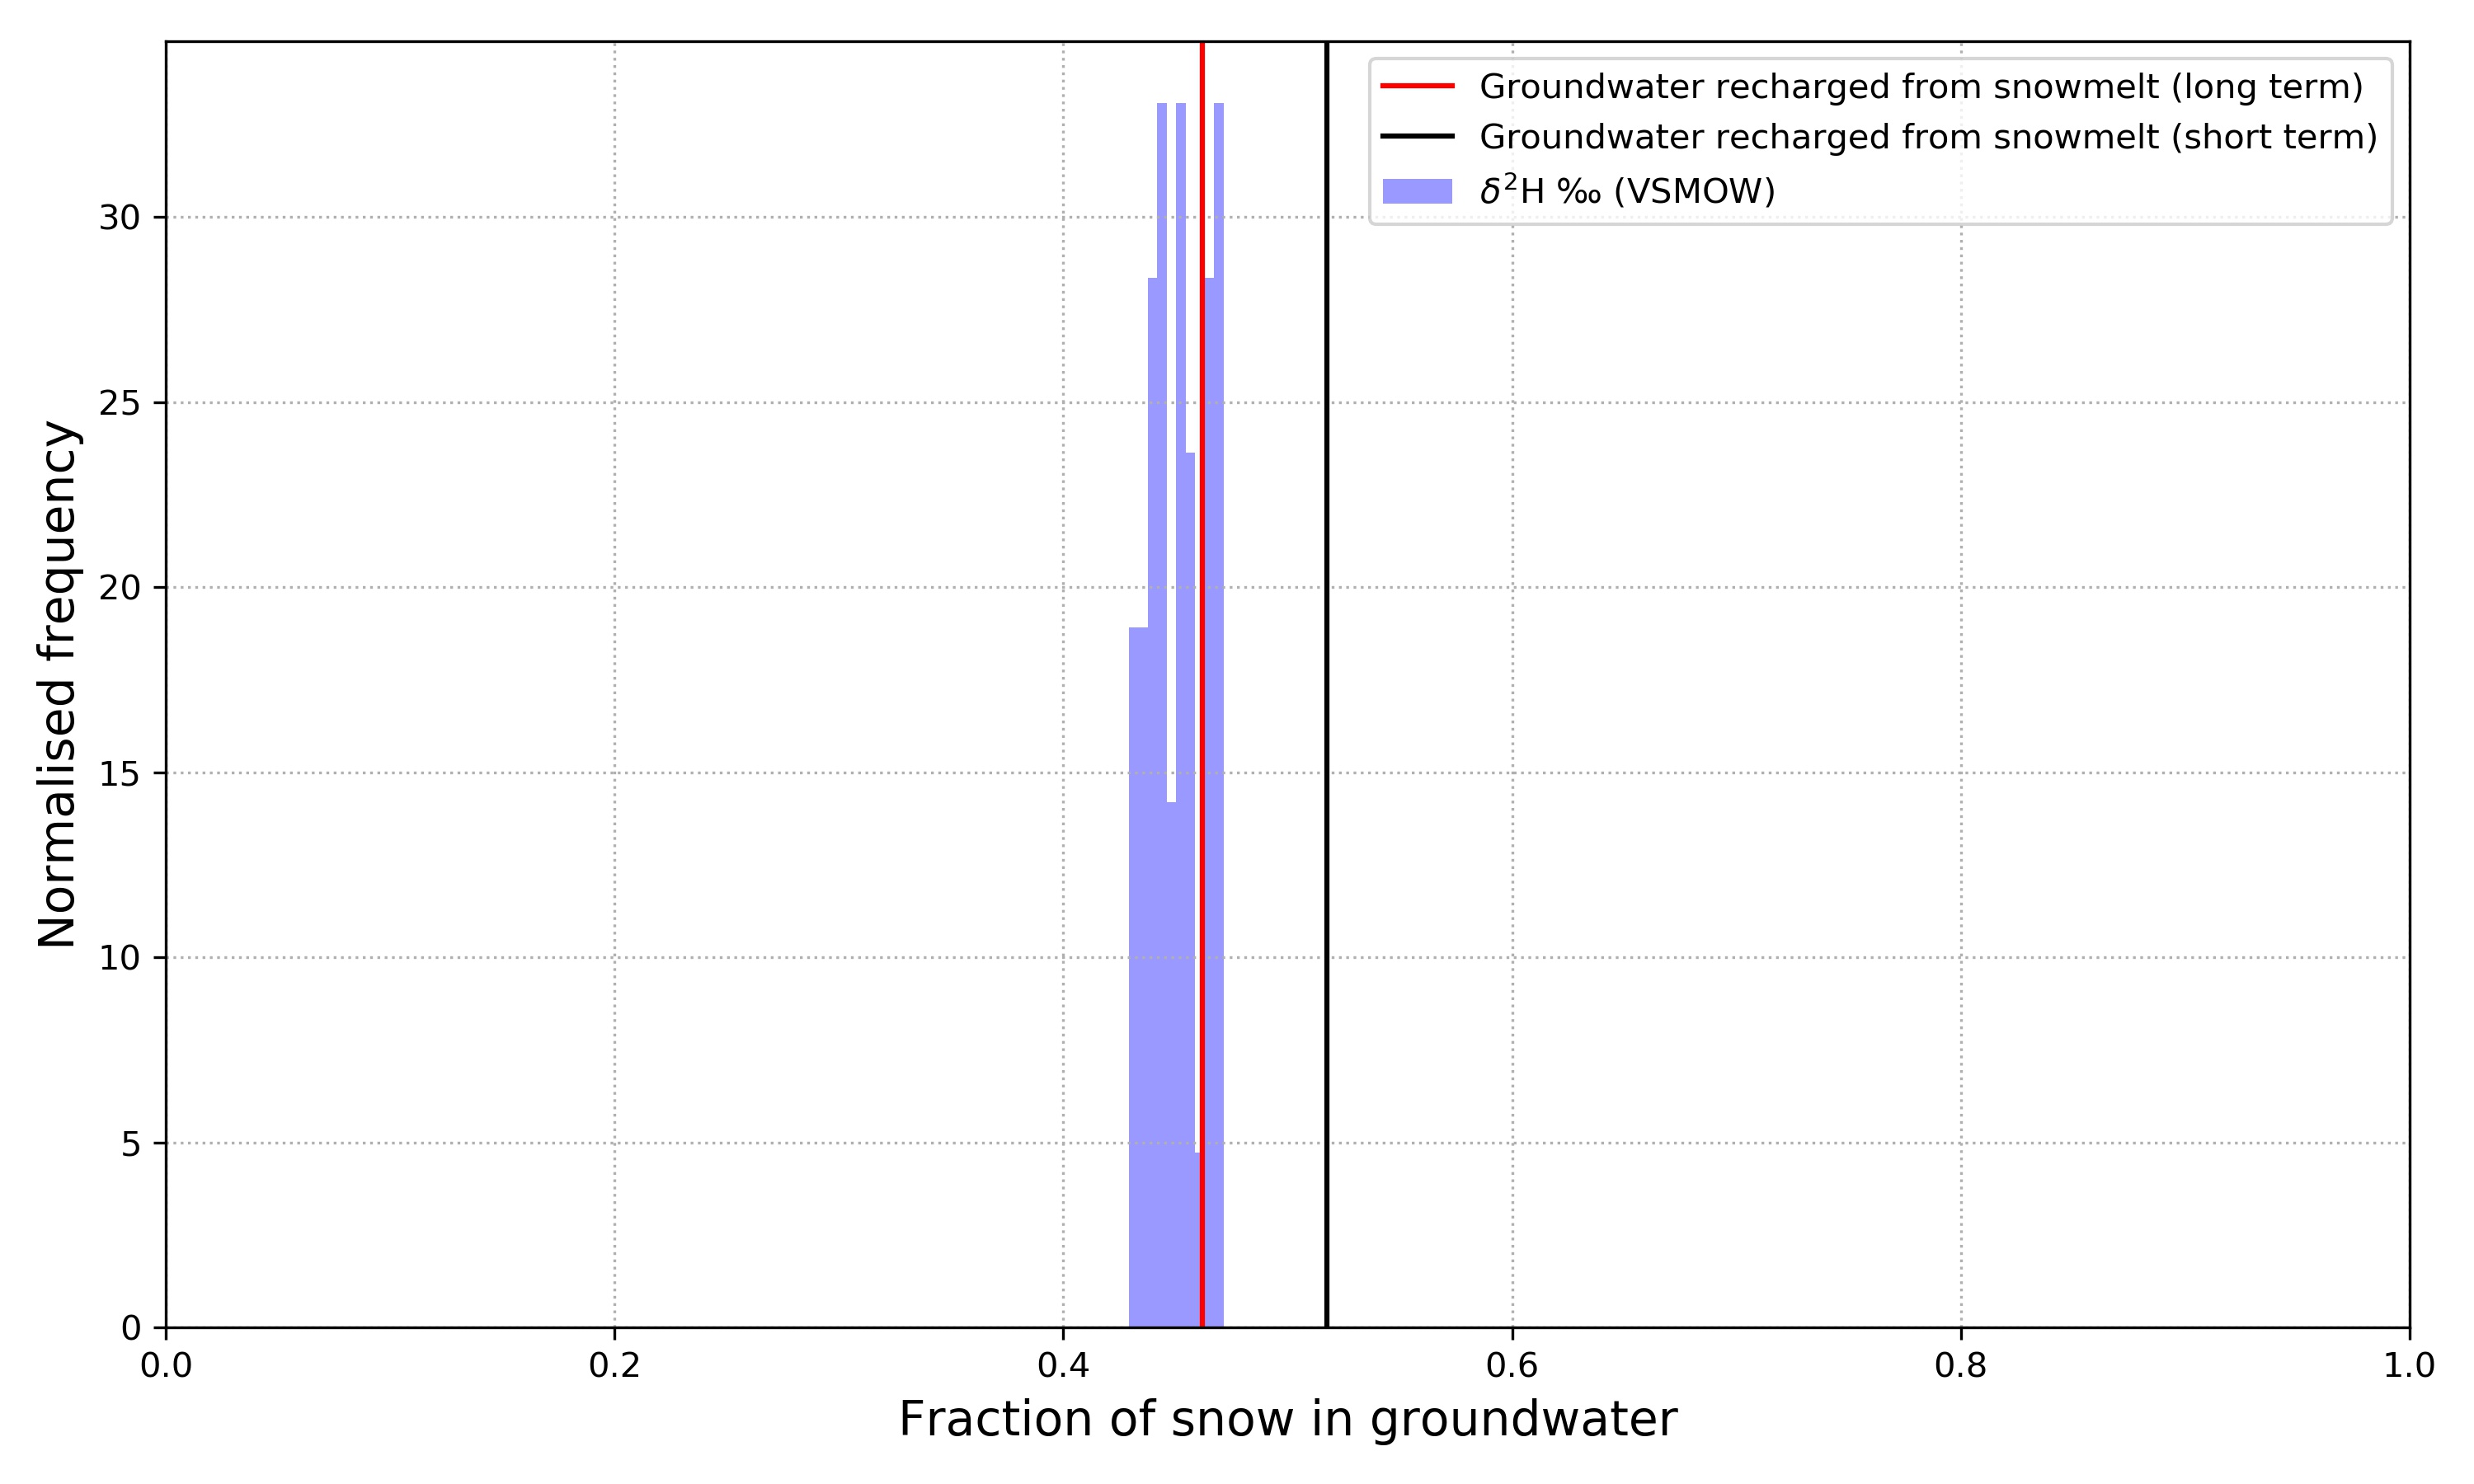 Groundwater recharged from snowmelt (long term)
Groundwater recharged from snowmelt (short term)
δ²H ‰ (VSMOW)
Normalised frequency
30
25
20
15
10
5
0
0.0 0.2 0.4 0.6 0.8 1.0
Fraction of snow in groundwater